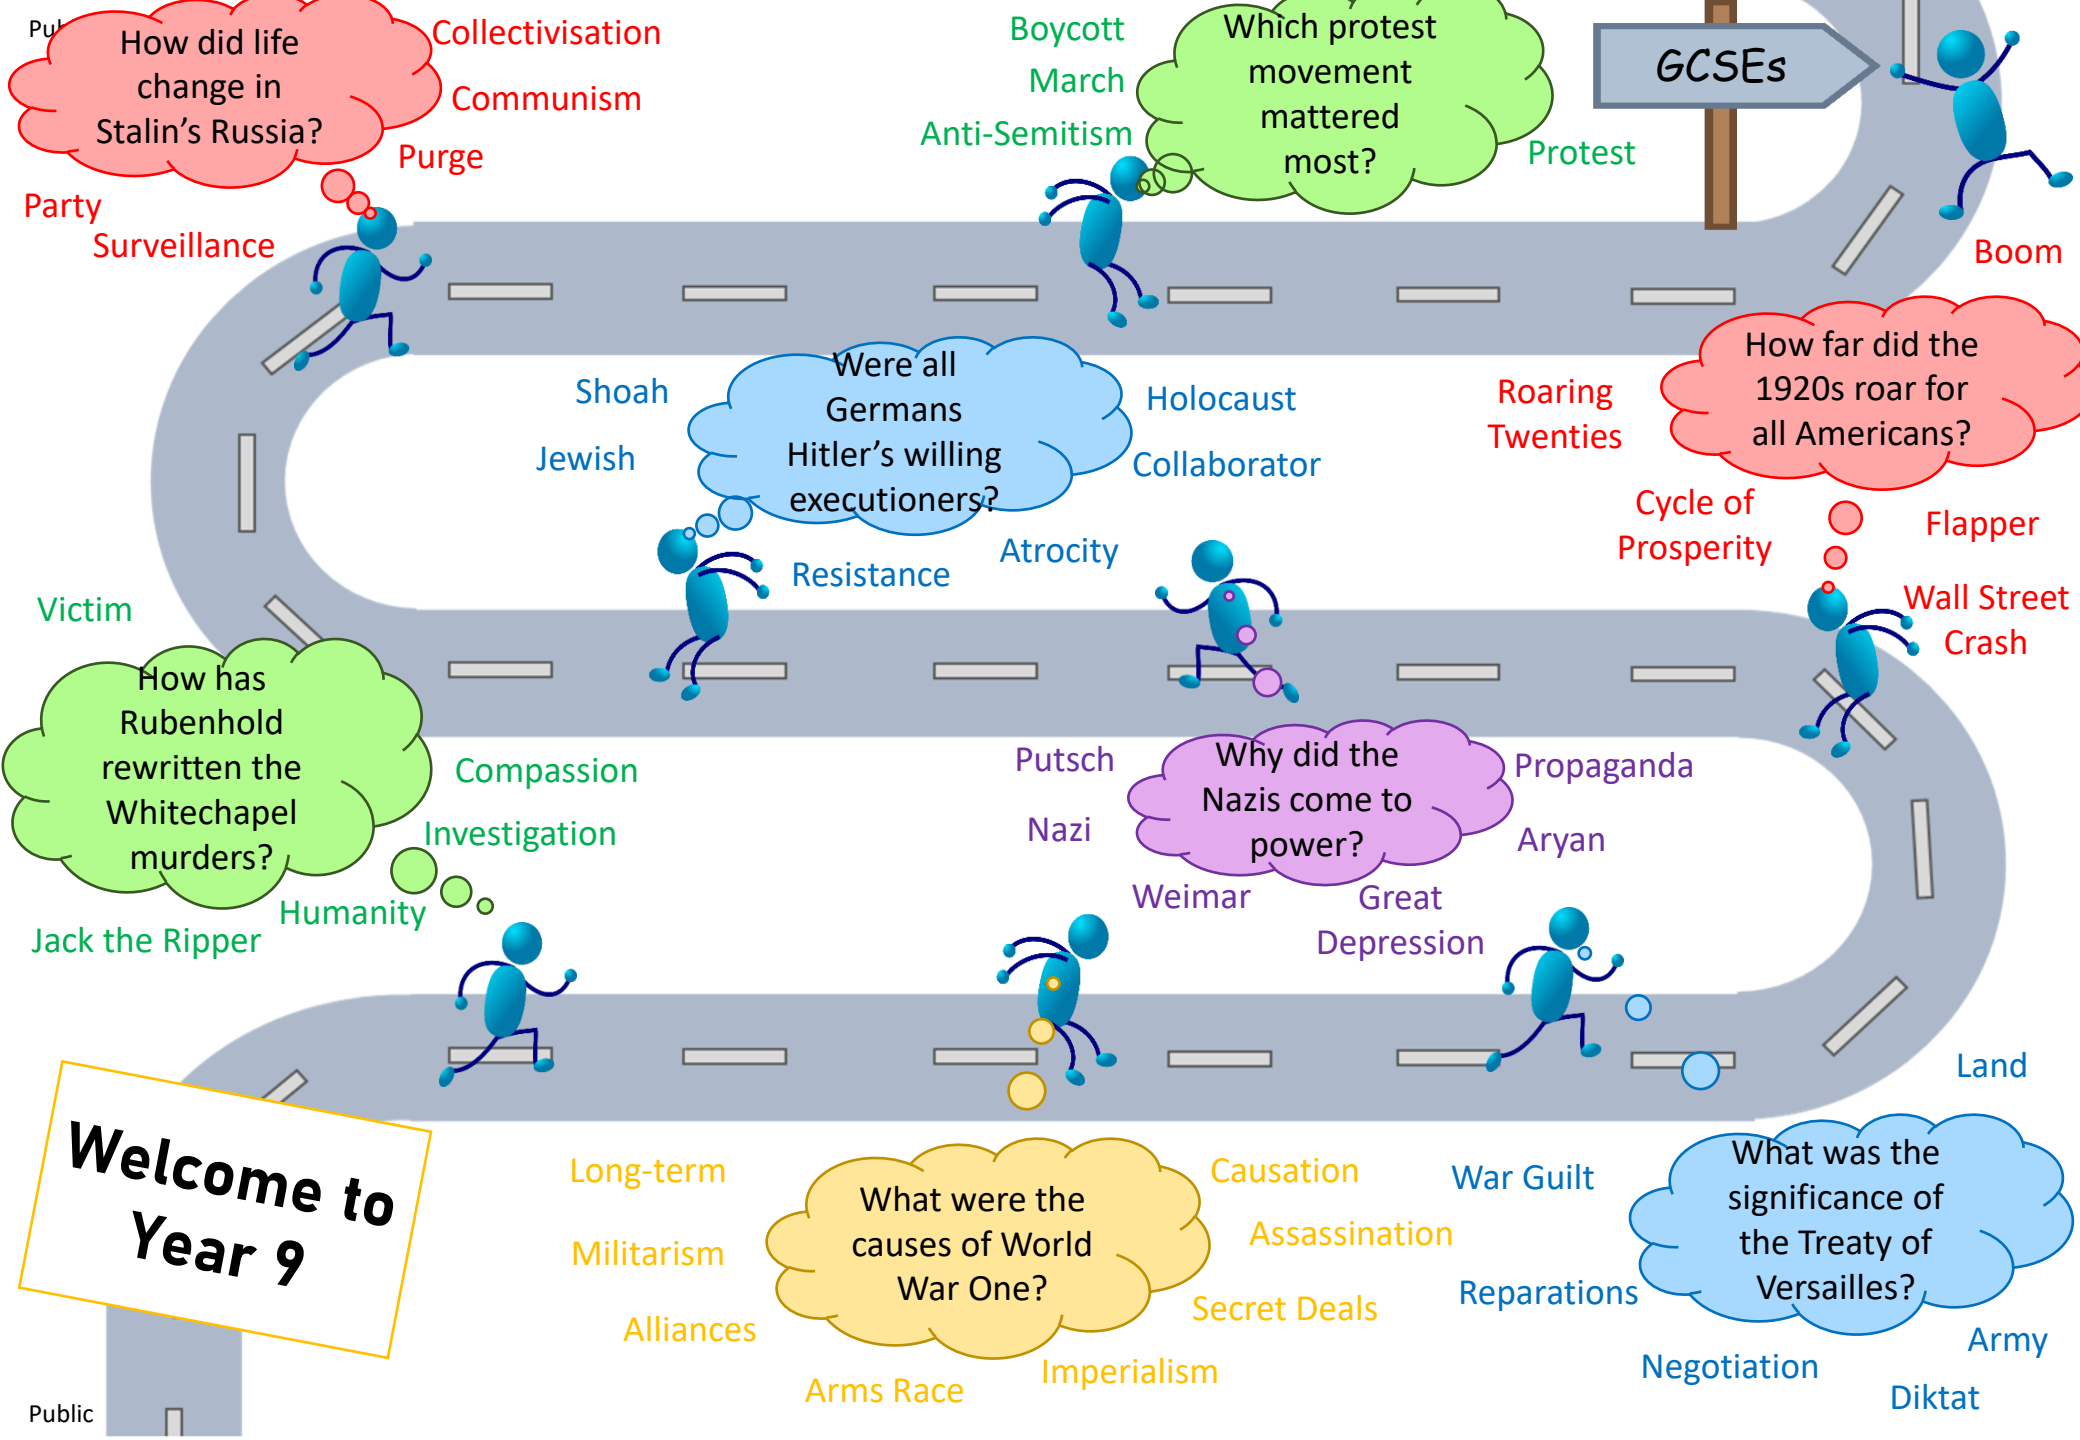 How did life
change in
Stalin's Russia?
Collectivisation
Communism
Purge
Party
Surveillance
Boycott
March
Anti-Semitism
Which protest
movement
mattered
most?
Protest
GCSEs
Boom
How far did the
1920s roar for
all Americans?
Roaring
Twenties
Cycle of
Prosperity
Flapper
Wall Street
Crash
Shoah
Jewish
Were all
Germans
Hitler's willing
executioners?
Holocaust
Collaborator
Atrocity
Resistance
Victim
How has
Rubenhold
rewritten the
Whitechapel
murders?
Compassion
Investigation
Humanity
Jack the Ripper
Putsch
Nazi
Weimar
Why did the
Nazis come to
power?
Propaganda
Aryan
Great
Depression
Welcome to
Year 9
Long-term
Militarism
Alliances
Arms Race
What were the
causes of World
War One?
Causation
Assassination
Secret Deals
Imperialism
War Guilt
Reparations
Negotiation
What was the
significance of
the Treaty of
Versailles?
Land
Army
Diktat
Public